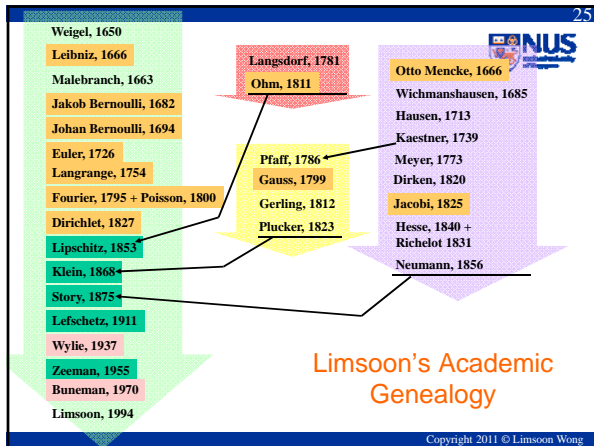 25
Weigel, 1650
Leibniz, 1666
Malebranch, 1663
Jakob Bernoulli, 1682
Johan Bernoulli, 1694
Euler, 1726
Langrange, 1754
Fourier, 1795 + Poisson, 1800
Dirichlet, 1827
Lipschitz, 1853
Klein, 1868
Story, 1875
Lefschetz, 1911
Wylie, 1937
Zeeman, 1955
Buneman, 1970
Limsoon, 1994
Langsdorf, 1781
Ohm, 1811
Pfaff, 1786
Gauss, 1799
Gerling, 1812
Plucker, 1823
NUS
Otto Mencke, 1666
Wichmanshausen, 1685
Hausen, 1713
Kaestner, 1739
Meyer, 1773
Dirken, 1820
Jacobi, 1825
Hesse, 1840 +
Richelot 1831
Neumann, 1856
Limsoon's Academic
Genealogy
Copyright 2011 © Limsoon Wong